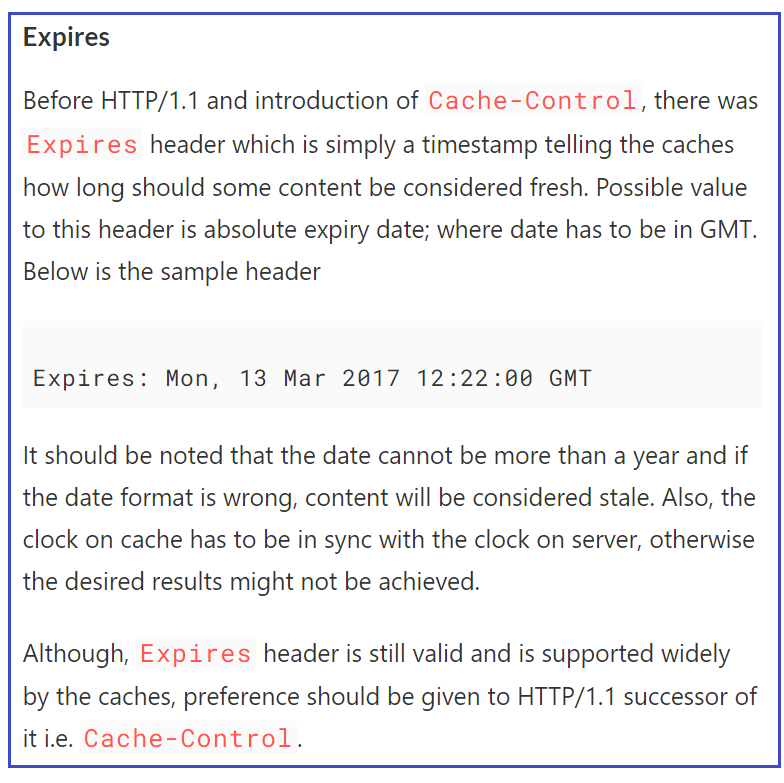 Expires
Before HTTP/1.1 and introduction of Cache-Control, there was
Expires header which is simply a timestamp telling the caches
how long should some content be considered fresh. Possible value
to this header is absolute expiry date; where date has to be in GMT.
Below is the sample header
Expires: Mon, 13 Mar 2017 12:22:00 GMT
It should be noted that the date cannot be more than a year and if
the date format is wrong, content will be considered stale. Also, the
clock on cache has to be in sync with the clock on server, otherwise
the desired results might not be achieved.
Although, Expires header is still valid and is supported widely
by the caches, preference should be given to HTTP/1.1 successor of
it i.e. Cache-Control.